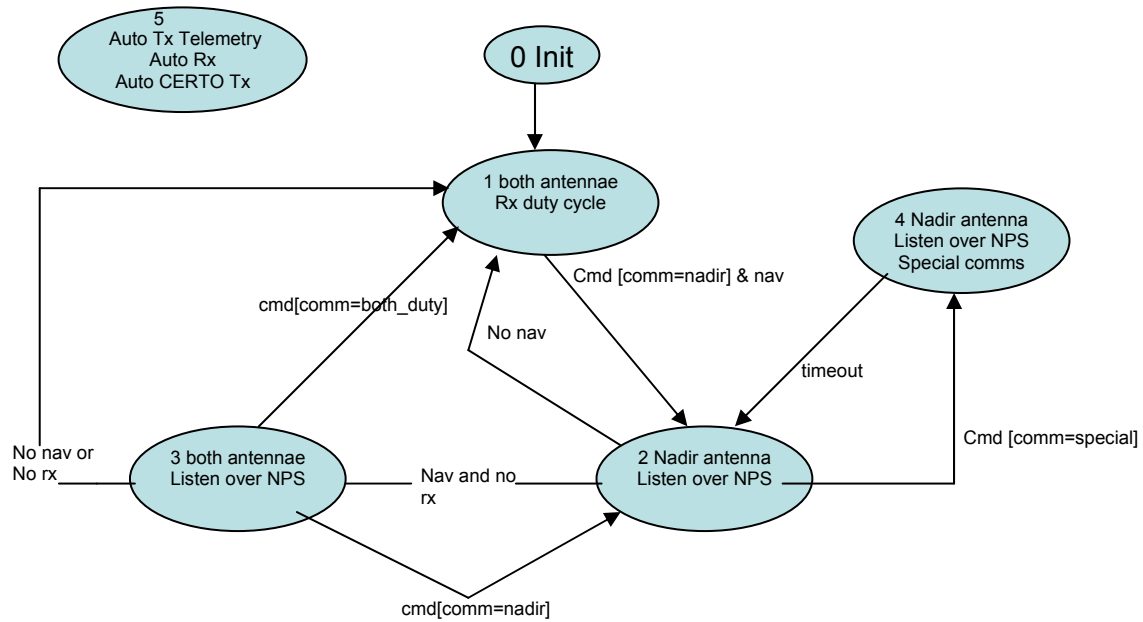 5
Auto Tx Telemetry
Auto Rx
Auto CERTO Tx
0 Init
1 both antennae
Rx duty cycle
4 Nadir antenna
Listen over NPS
Special comms
Cmd [comm=nadir] & nav
cmd[comm=both_duty]
No nav
timeout
Cmd [comm=special]
No nav or
No rx
3 both antennae
Listen over NPS
Nav and no
rx
2 Nadir antenna
Listen over NPS
cmd[comm=nadir]